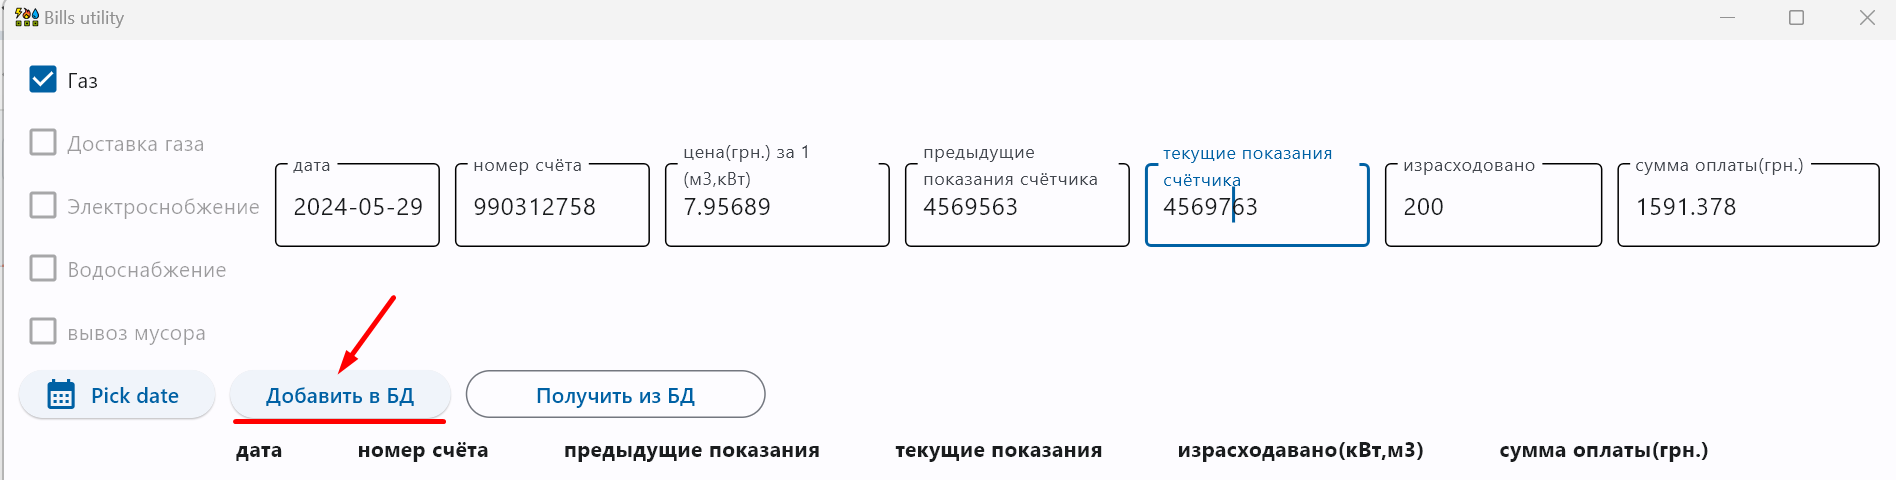 Bills utility
Газ
Доставка газа
Электроснобжение
Водоснабжение
вывоз мусора
дата
2024-05-29
номер счёта
990312758
цена(грн.) за 1
(м3,кВт)
7.95689
предыдущие
показания счётчика
4569563
текущие показания
счётчика
4569763
израсходовано
200
сумма оплаты(грн.)
1591.378
Pick date
Добавить в БД
Получить из БД
дата номер счёта предыдущие показания текущие показания израсходавано(кВт,м3) сумма оплаты(грн.)